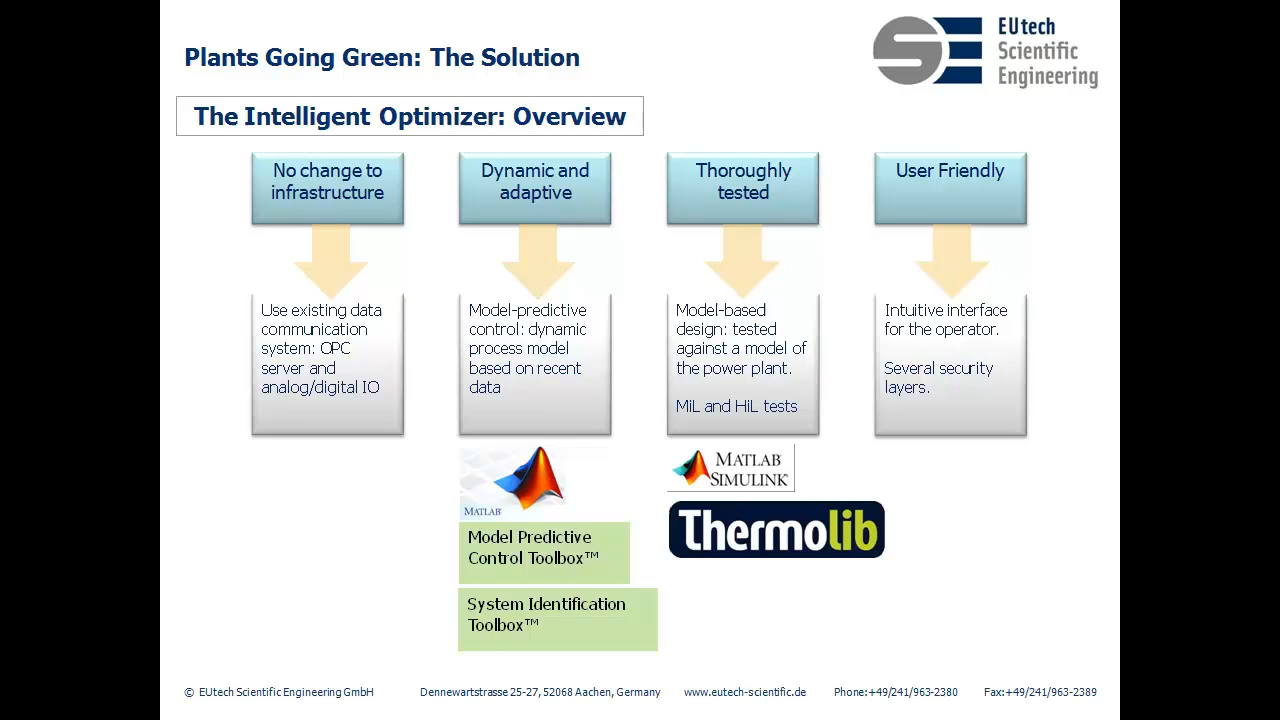 EUtech
Scientific
Engineering
Plants Going Green: The Solution
The Intelligent Optimizer: Overview
No change to
infrastructure
Use existing data
communication
system: OPC
server and
analog/digital IO
Dynamic and
adaptive
Model-predictive
control: dynamic
process model
based on recent
data
MATLAB®
Model Predictive
Control Toolbox™
System Identification
Toolbox™
Thoroughly
tested
Model-based
design: tested
against a model of
the power plant.
MiL and HiL tests
MATLAB
SIMULINK®
Thermolib
User Friendly
Intuitive interface
for the operator.
Several security
layers.
© EUtech Scientific Engineering GmbH Dennewartstrasse 25-27, 52068 Aachen, Germany www.eutech-scientific.de Phone:+49/241/963-2380 Fax:+49/241/963-2389